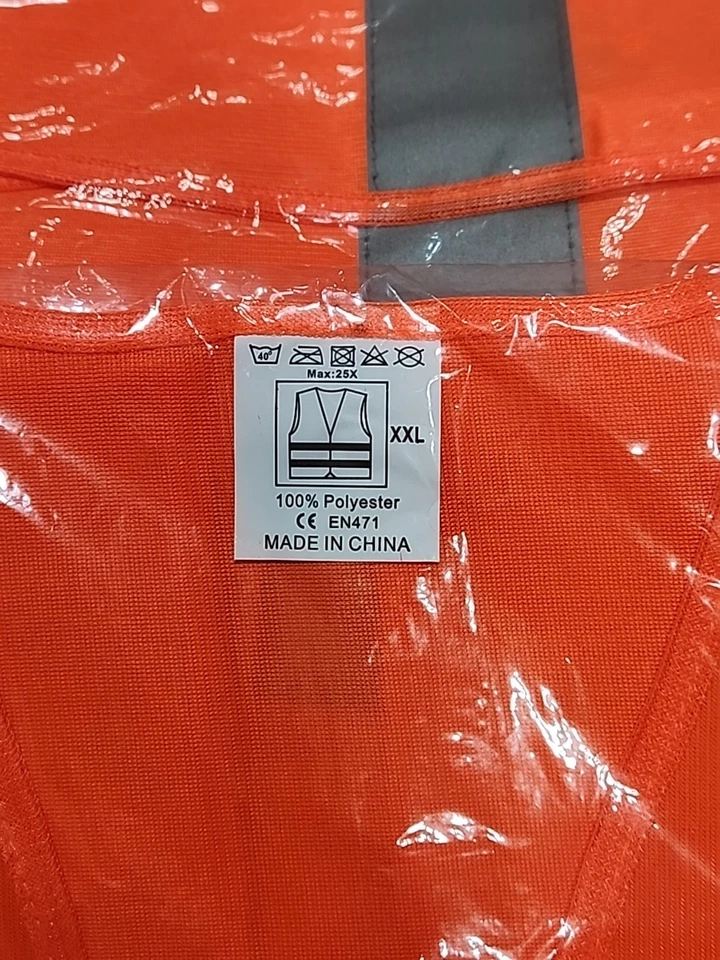 40°
Max:25X
XXL
100% Polyester
CE EN471
MADE IN CHINA